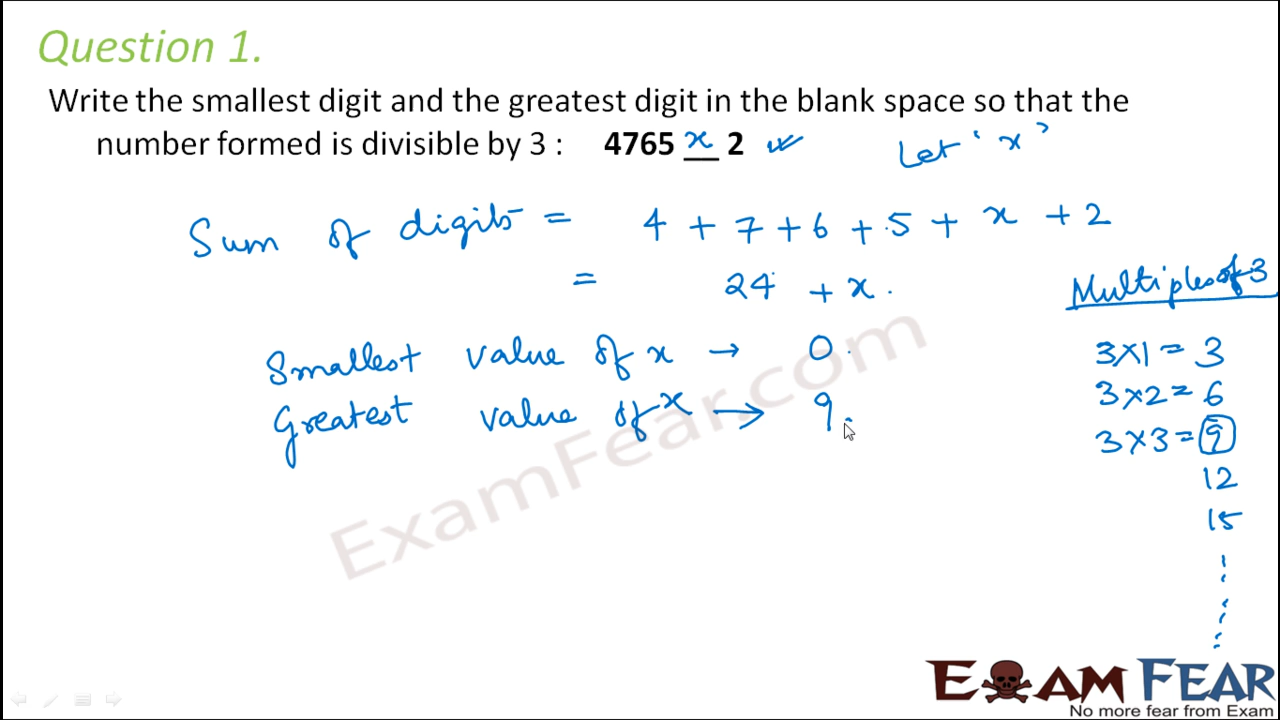 Question 1.
Write the smallest digit and the greatest digit in the blank space so that the
number formed is divisible by 3 : 4765 x 2
Let 'x'
Sum of digits = 4 + 7 + 6 + 5 + x + 2
= 24 + x.
Multiples of 3
Smallest value of x → 0.
Greatest value of x → 9.
3×1 = 3
3×2 = 6
3×3 = 9
12
15
ExamFear.com
EXAM FEAR
No more fear from Exam